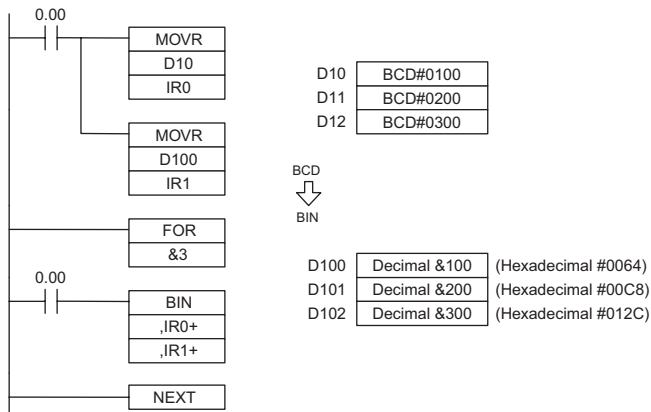 0.00
MOVR
D10
IR0
MOVR
D100
IR1
FOR
&3
0.00
BIN
,IR0+
,IR1+
NEXT
D10 BCD#0100
D11 BCD#0200
D12 BCD#0300
BCD
BIN
D100 Decimal &100 (Hexadecimal #0064)
D101 Decimal &200 (Hexadecimal #00C8)
D102 Decimal &300 (Hexadecimal #012C)